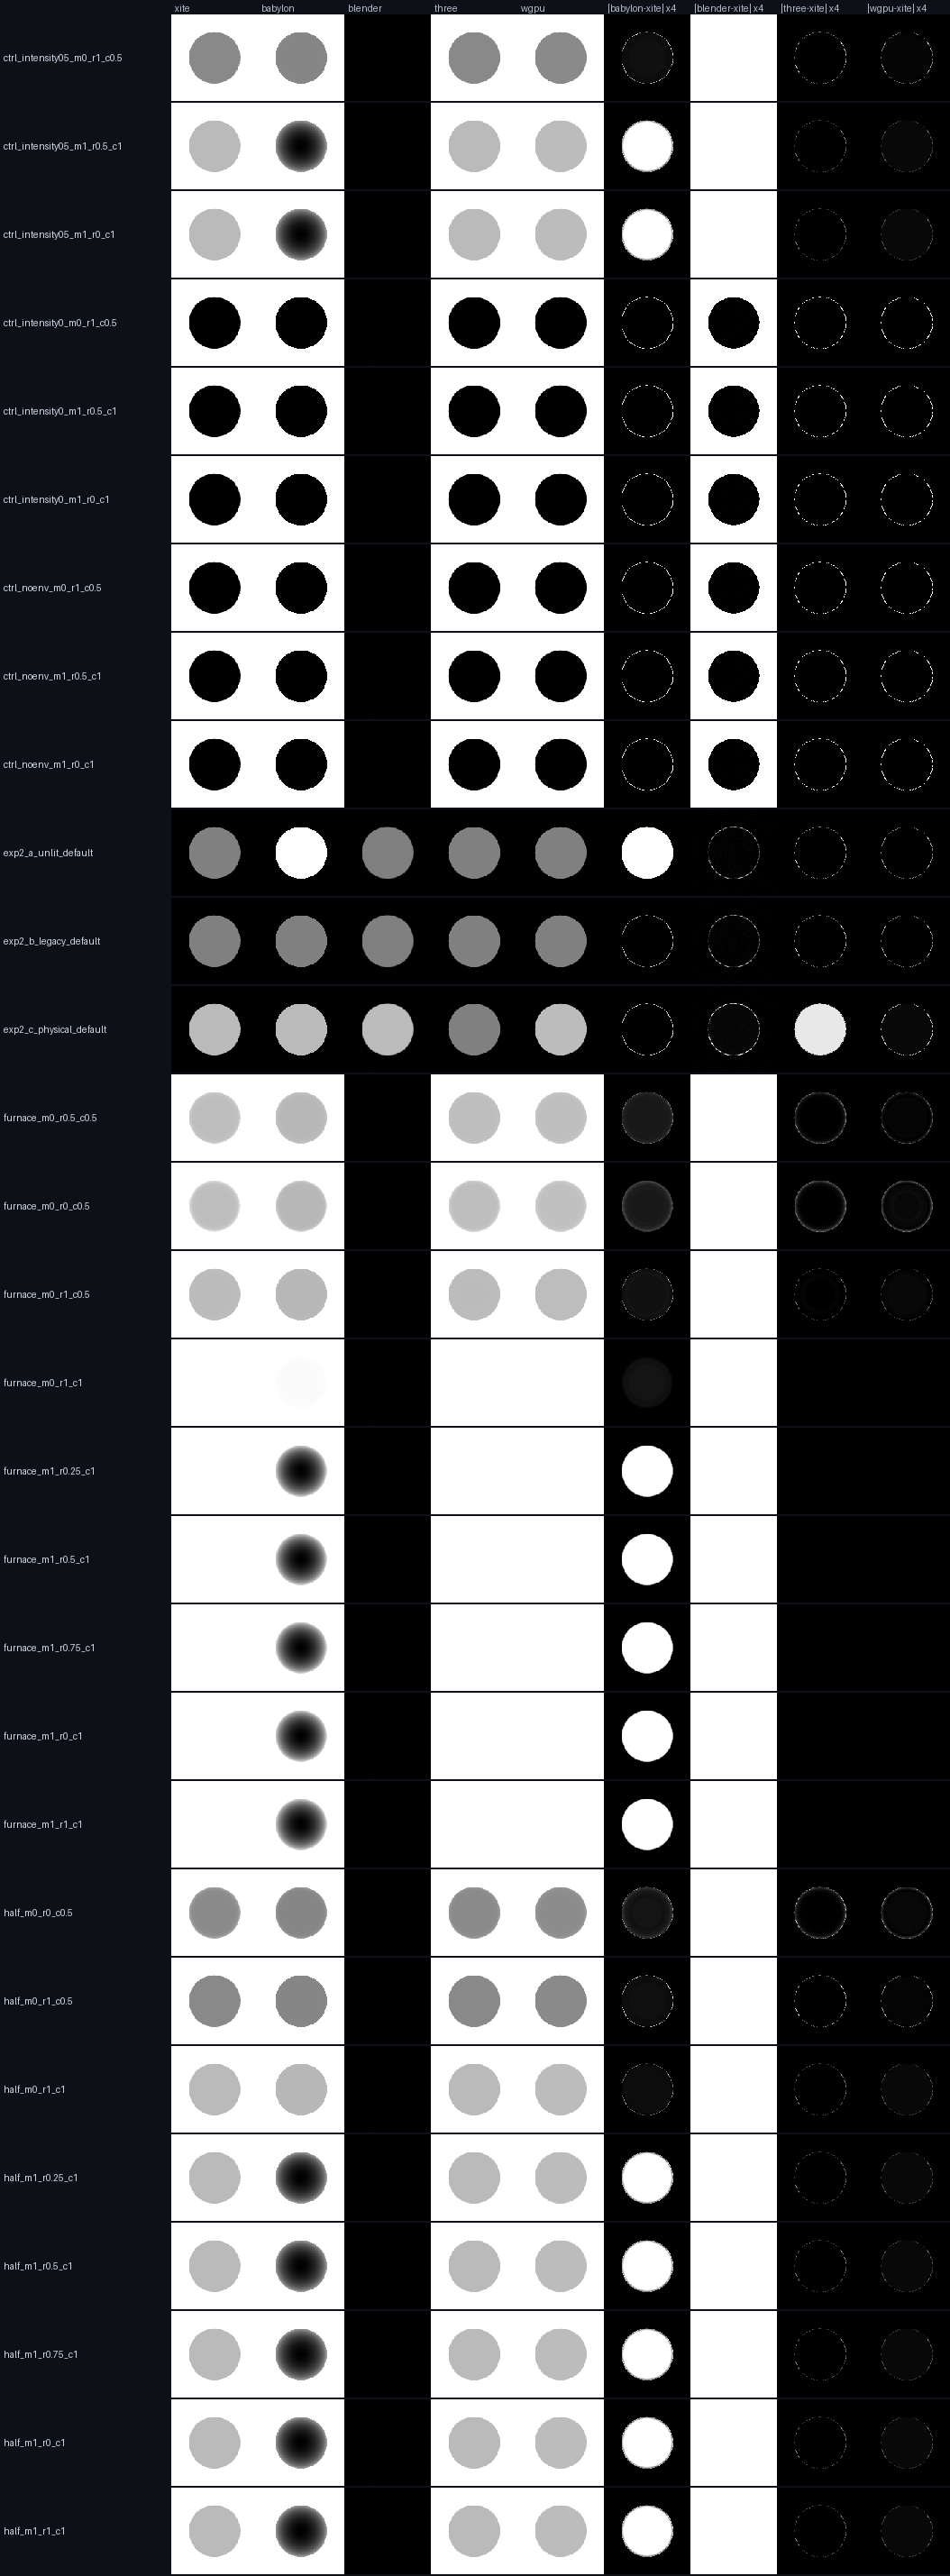 xite babylon blender three wgpu |babylon-xite| x4 |blender-xite| x4 |three-xite| x4 |wgpu-xite| x4
ctrl_intensity05_m0_r1_c0.5
ctrl_intensity05_m1_r0.5_c1
ctrl_intensity05_m1_r0_c1
ctrl_intensity0_m0_r1_c0.5
ctrl_intensity0_m1_r0.5_c1
ctrl_intensity0_m1_r0_c1
ctrl_noenv_m0_r1_c0.5
ctrl_noenv_m1_r0.5_c1
ctrl_noenv_m1_r0_c1
exp2_a_unlit_default
exp2_b_legacy_default
exp2_c_physical_default
furnace_m0_r0.5_c0.5
furnace_m0_r0_c0.5
furnace_m0_r1_c0.5
furnace_m0_r1_c1
furnace_m1_r0.25_c1
furnace_m1_r0.5_c1
furnace_m1_r0.75_c1
furnace_m1_r0_c1
furnace_m1_r1_c1
half_m0_r0_c0.5
half_m0_r1_c0.5
half_m0_r1_c1
half_m1_r0.25_c1
half_m1_r0.5_c1
half_m1_r0.75_c1
half_m1_r0_c1
half_m1_r1_c1